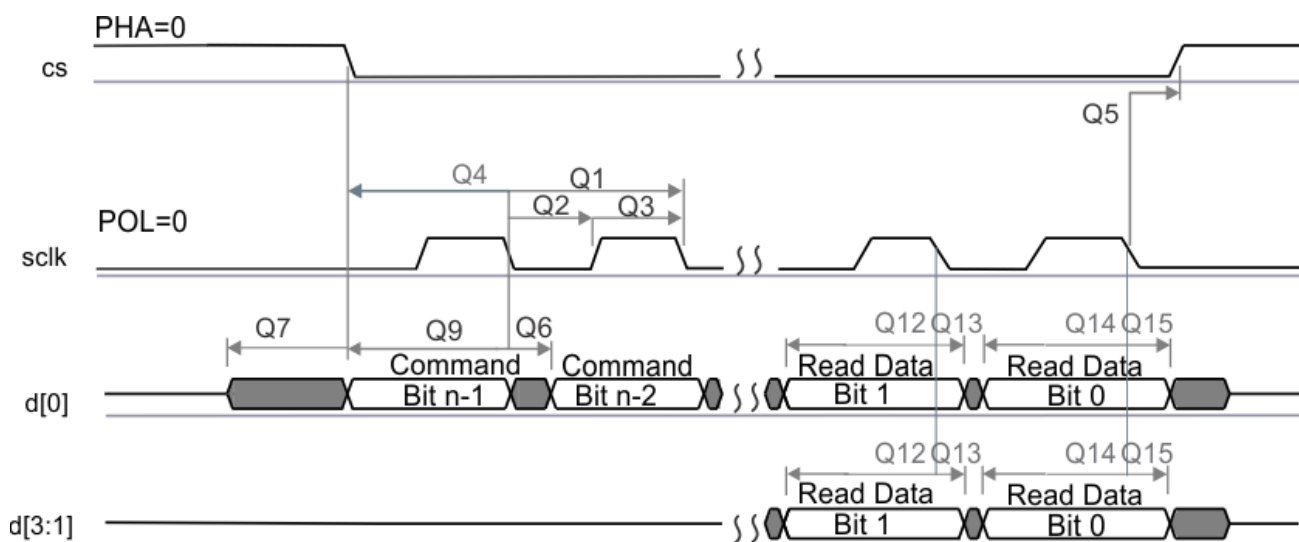 PHA=0
cs
Q5
Q4 Q1
Q2 Q3
POL=0
sclk
Q7 Q9 Q6 Q12 Q13 Q14 Q15
Command Command Read Data Read Data
d[0] Bit n-1 Bit n-2 Bit 1 Bit 0
Q12 Q13 Q14 Q15
Read Data Read Data
d[3:1] Bit 1 Bit 0